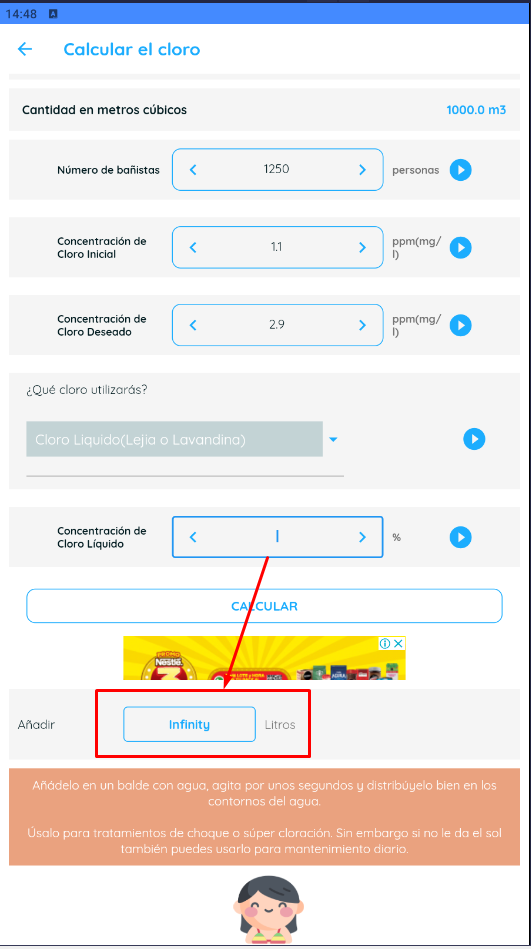 14:48 A
Calcular el cloro
Cantidad en metros cúbicos 1000.0 m3
Número de bañistas 1250 personas
Concentración de
Cloro Inicial
1.1
ppm(mg/
l)
Concentración de
Cloro Deseado
2.9
ppm(mg/
l)
¿Qué cloro utilizarás?
Cloro Liquido(Lejia o Lavandina)
Concentración de
Cloro Líquido
%
CALCULAR
Nestlé
3
Añadir Infinity Litros
Añádelo en un balde con agua, agita por unos segundos y distribúyelo bien en los
contornos del agua.
Úsalo para tratamientos de choque o súper cloración. Sin embargo si no le da el sol
también puedes usarlo para mantenimiento diario.